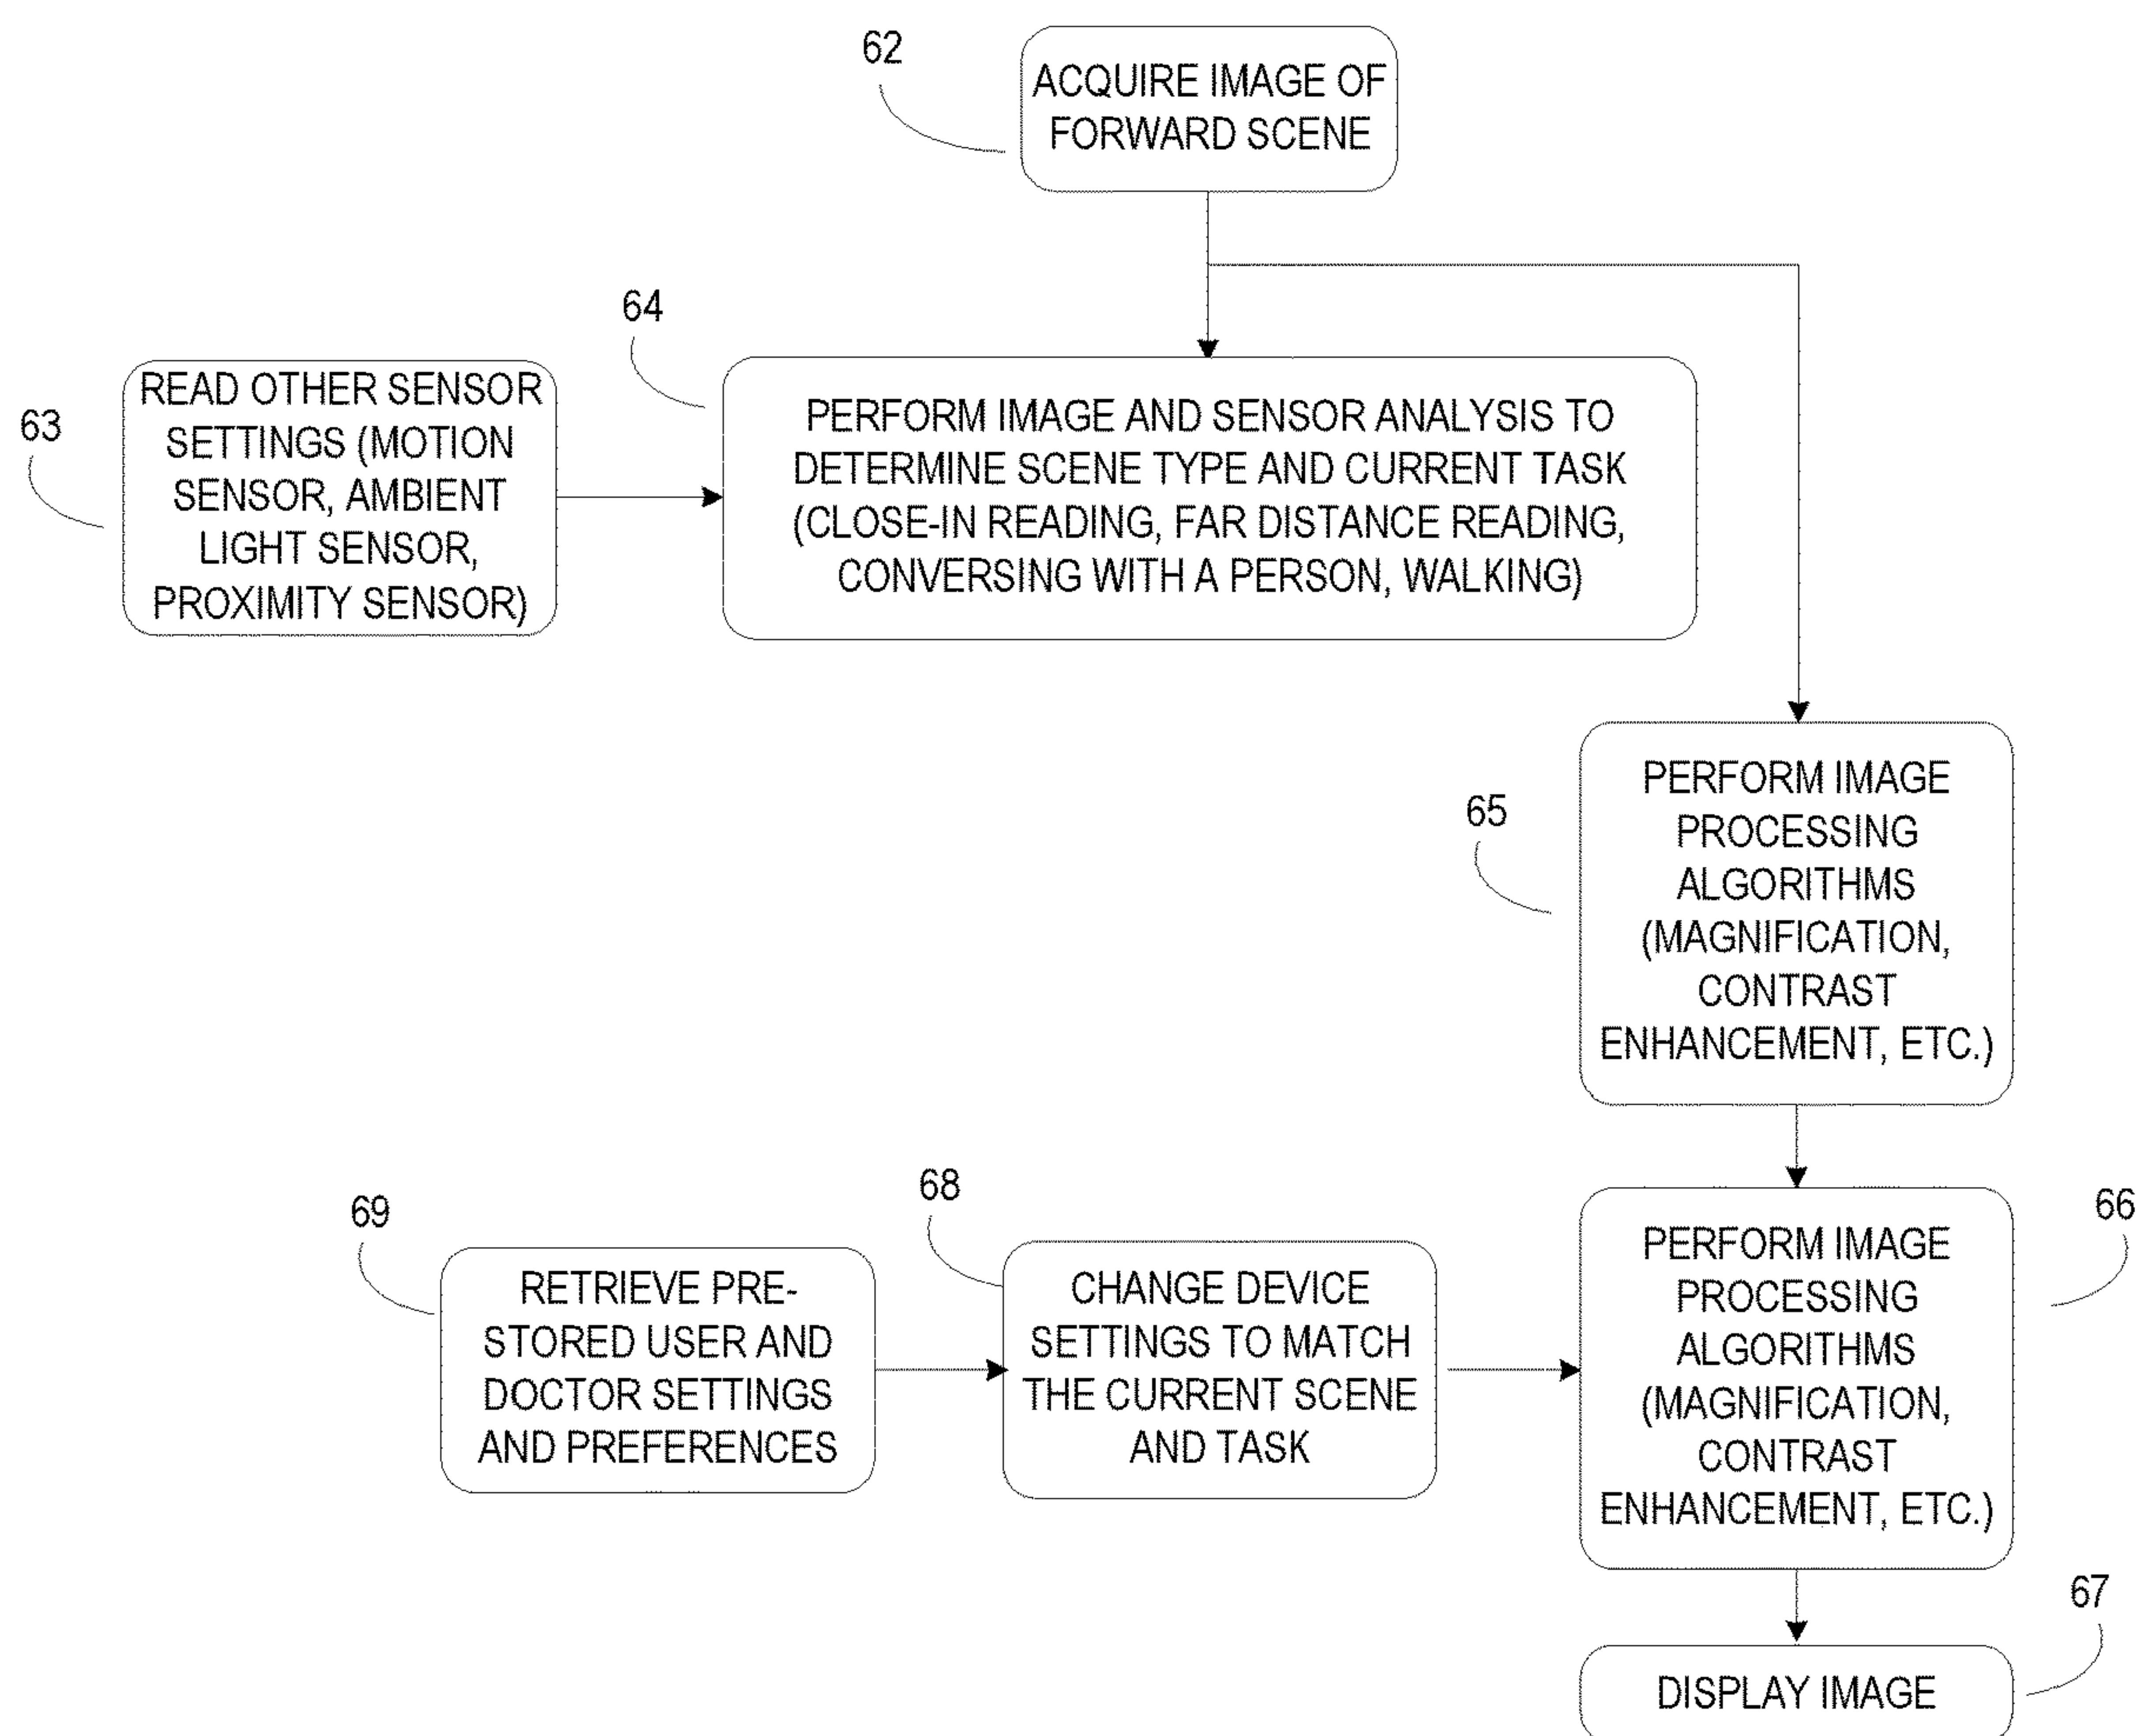 62
ACQUIRE IMAGE OF
FORWARD SCENE
63
READ OTHER SENSOR
SETTINGS (MOTION
SENSOR, AMBIENT
LIGHT SENSOR,
PROXIMITY SENSOR)
64
PERFORM IMAGE AND SENSOR ANALYSIS TO
DETERMINE SCENE TYPE AND CURRENT TASK
(CLOSE-IN READING, FAR DISTANCE READING,
CONVERSING WITH A PERSON, WALKING)
65
PERFORM IMAGE
PROCESSING
ALGORITHMS
(MAGNIFICATION,
CONTRAST
ENHANCEMENT, ETC.)
69
RETRIEVE PRE-
STORED USER AND
DOCTOR SETTINGS
AND PREFERENCES
68
CHANGE DEVICE
SETTINGS TO MATCH
THE CURRENT SCENE
AND TASK
66
PERFORM IMAGE
PROCESSING
ALGORITHMS
(MAGNIFICATION,
CONTRAST
ENHANCEMENT, ETC.)
67
DISPLAY IMAGE